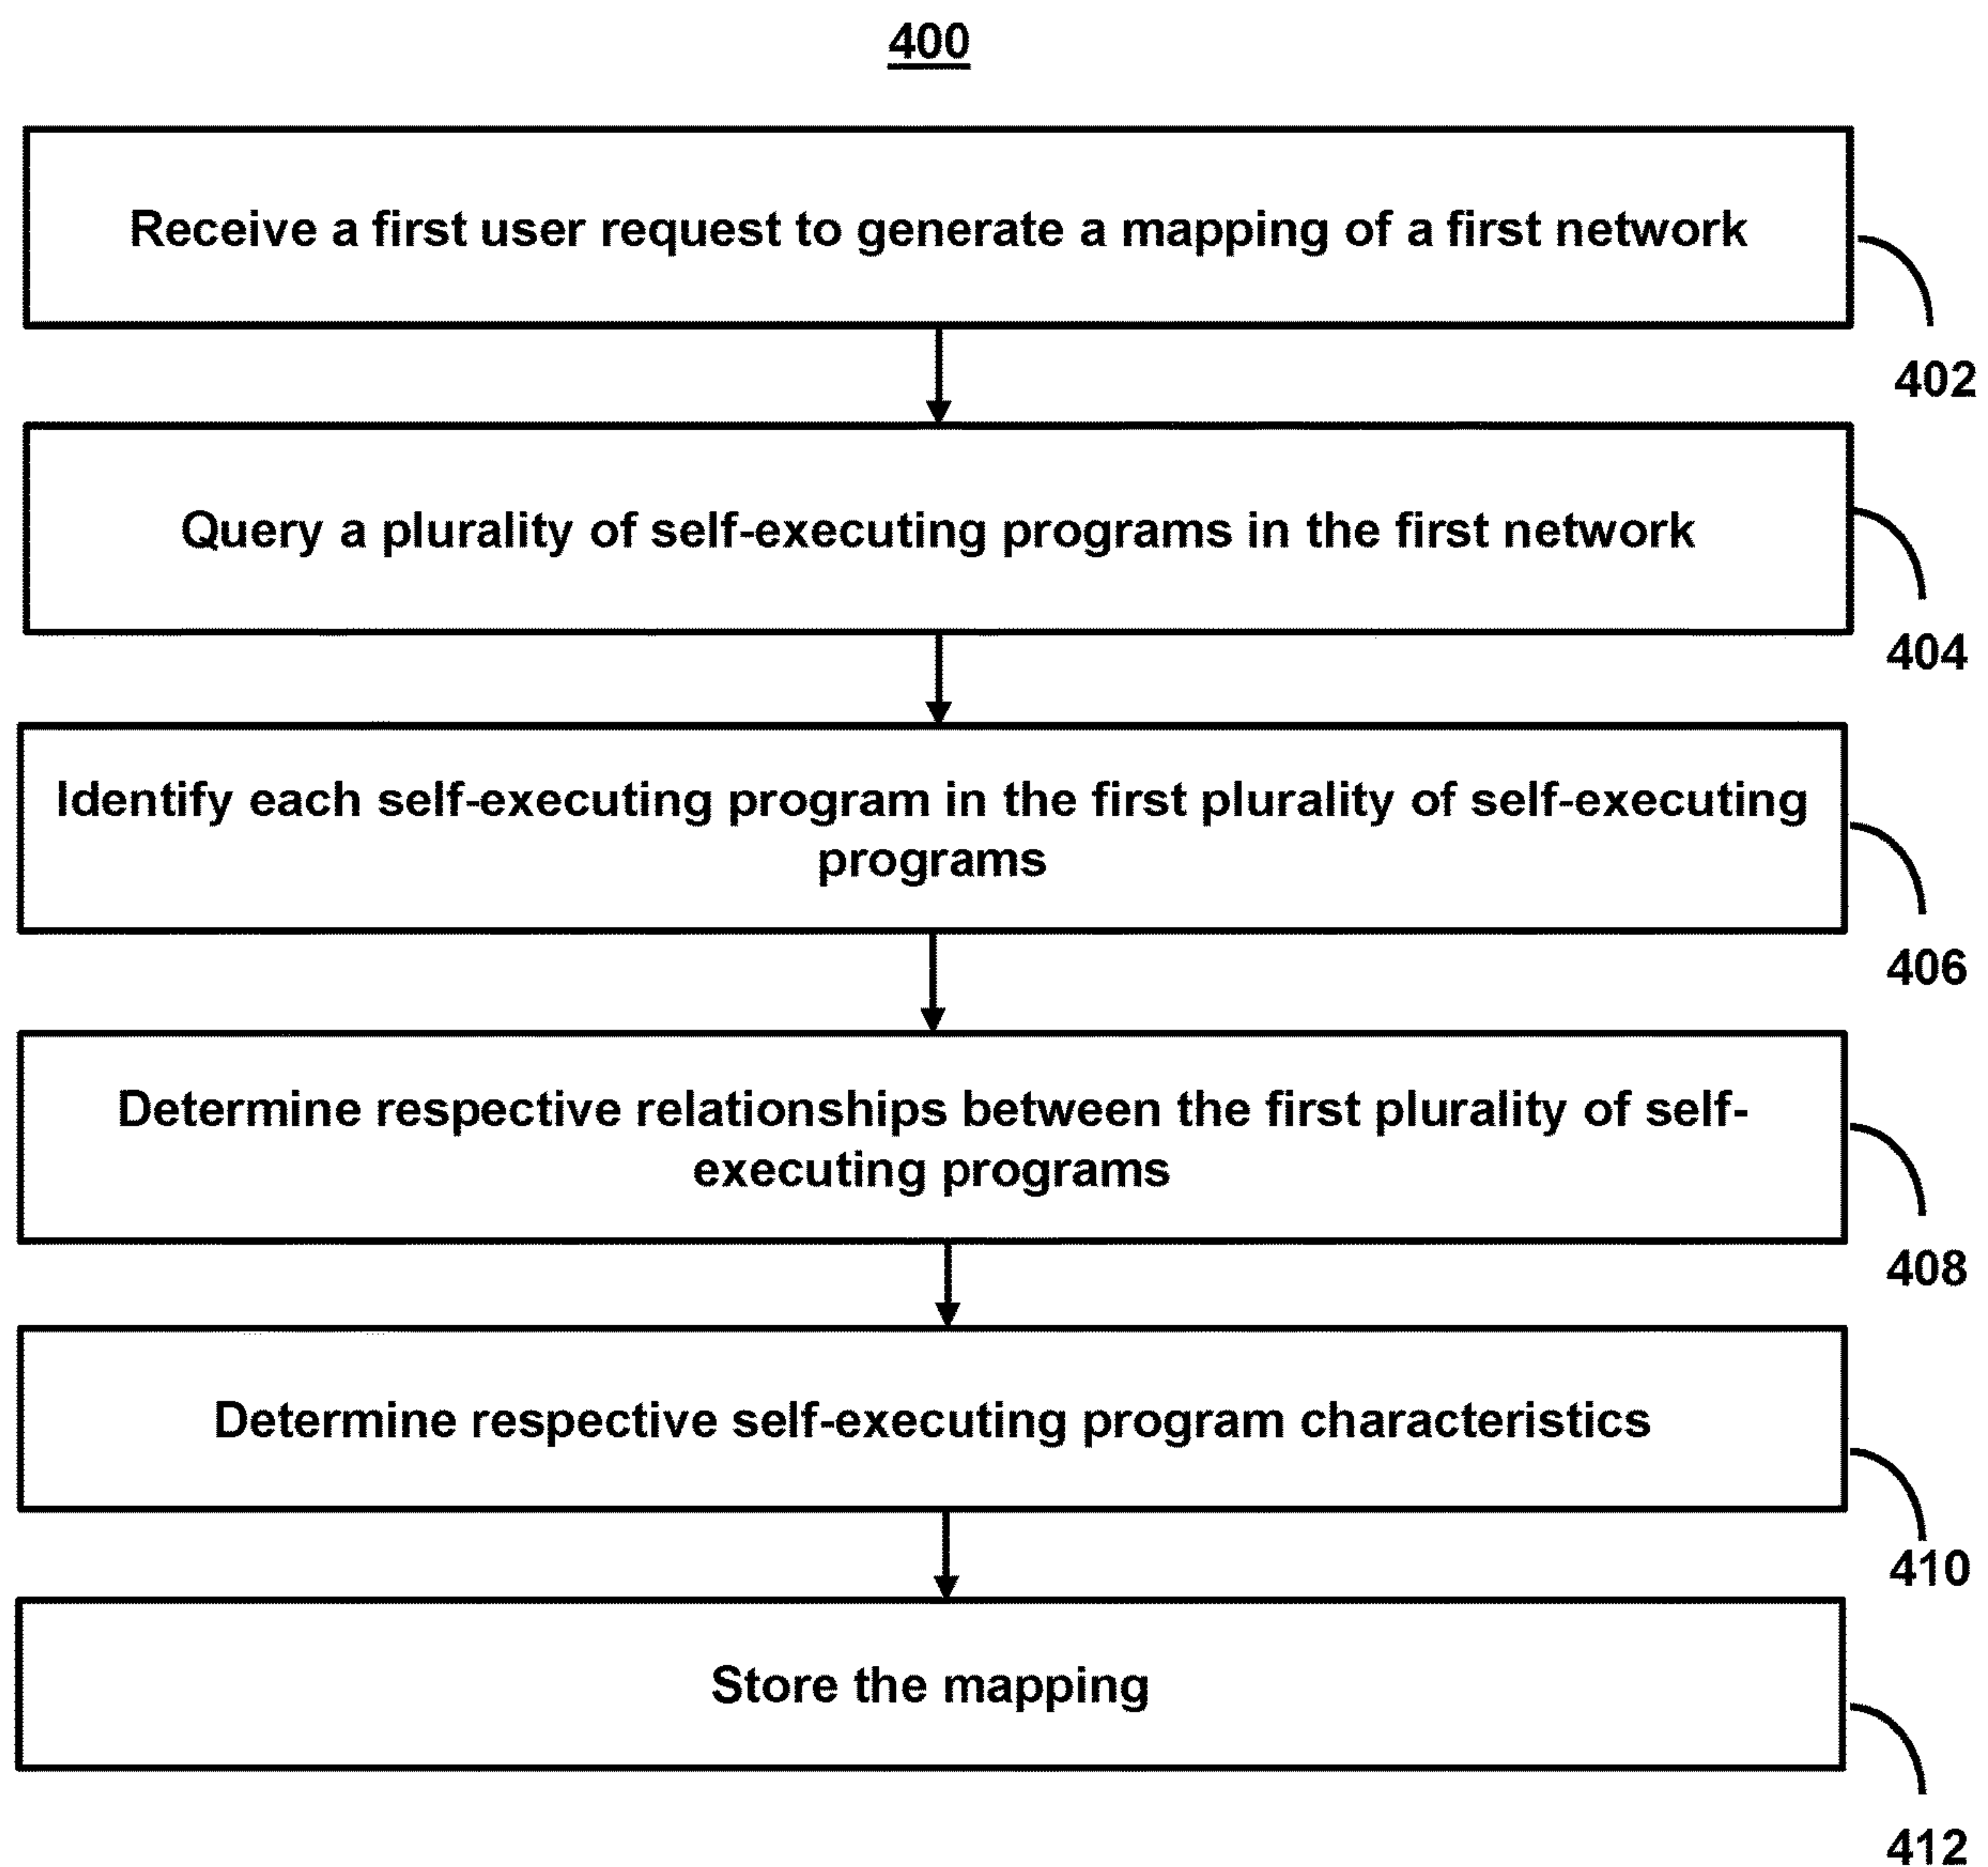 400
Receive a first user request to generate a mapping of a first network
402
Query a plurality of self-executing programs in the first network
404
Identify each self-executing program in the first plurality of self-executing
programs
406
Determine respective relationships between the first plurality of self-
executing programs
408
Determine respective self-executing program characteristics
410
Store the mapping
412